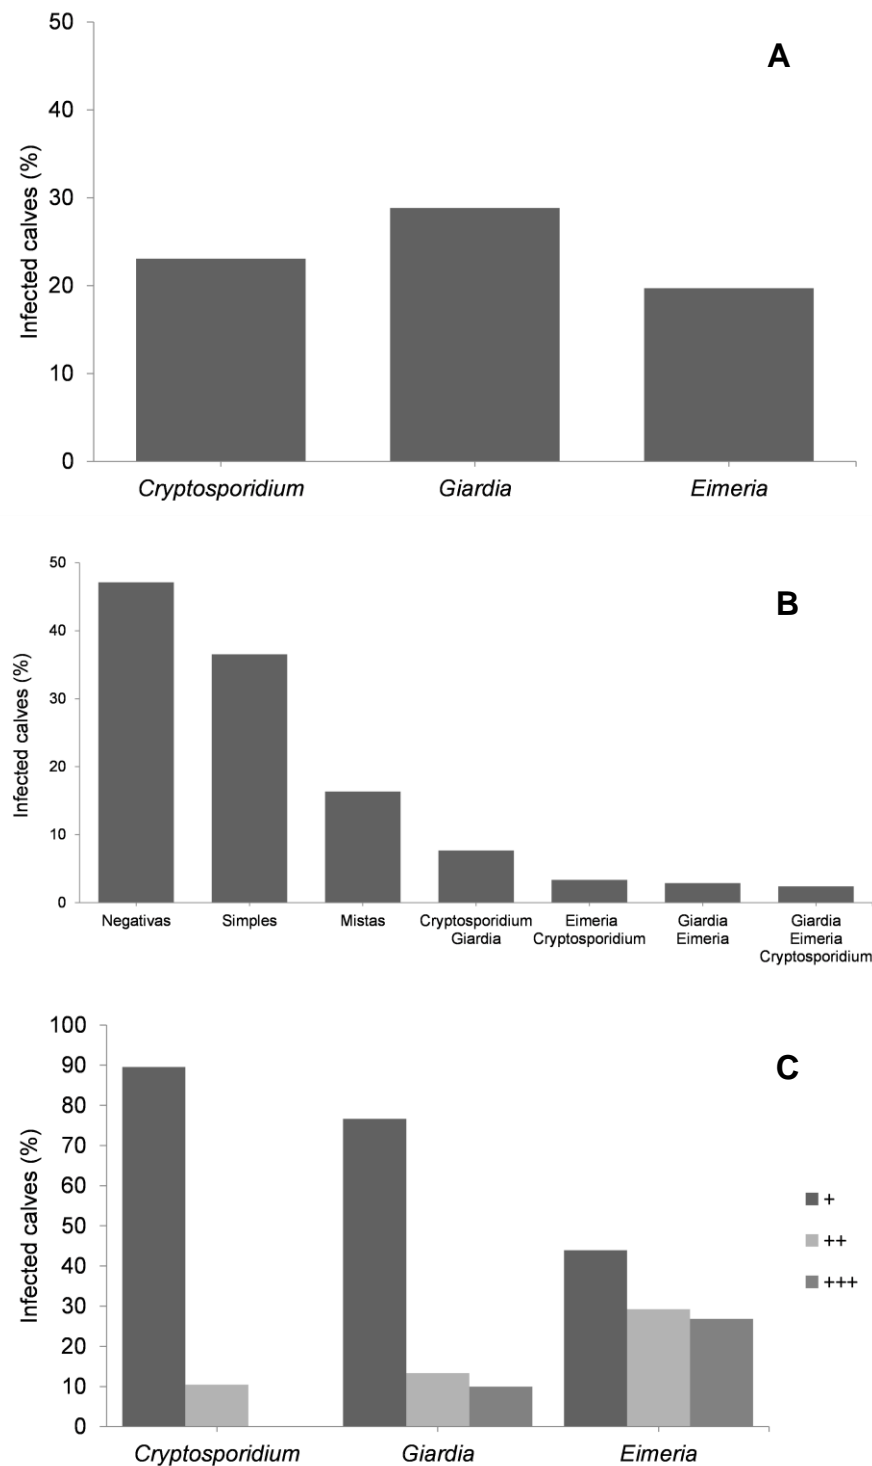 A
Infected calves (%)
50
40
30
20
10
0
Cryptosporidium
Giardia
Eimeria
B
Infected calves (%)
50
40
30
20
10
0
Negativas
Simples
Mistas
Cryptosporidium
Giardia
Eimeria
Cryptosporidium
Giardia
Eimeria
Giardia
Eimeria
Cryptosporidium
C
Infected calves (%)
100
90
80
70
60
50
40
30
20
10
0
Cryptosporidium
Giardia
Eimeria
+
++
+++